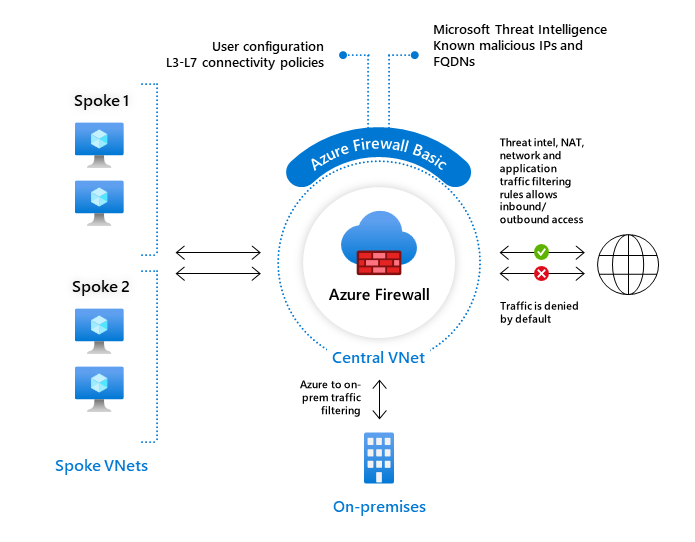 User configuration
L3-L7 connectivity policies
Microsoft Threat Intelligence
Known malicious IPs and
FQDNs
Spoke 1
Azure Firewall Basic
Threat intel, NAT,
network and
application
traffic filtering
rules allows
inbound/
outbound access
Azure Firewall
Spoke 2
Traffic is denied
by default
Central VNet
Azure to on-
prem traffic
filtering
Spoke VNets
On-premises